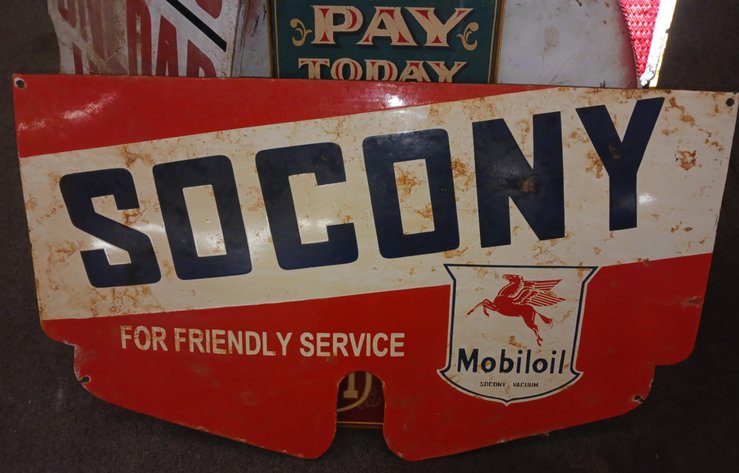 PAY
TODAY
SOCONY
FOR FRIENDLY SERVICE
Mobiloil
SOCONY VACUUM